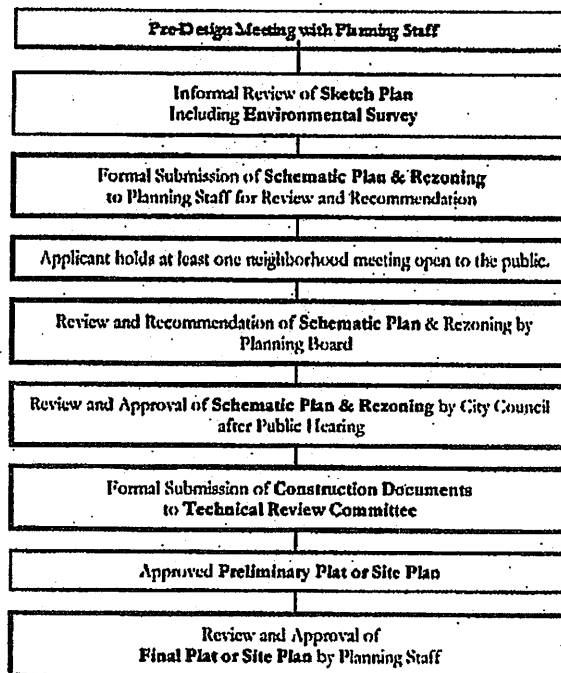 Pre-Design Meeting with Planning Staff
Informal Review of Sketch Plan
Including Environmental Survey
Formal Submission of Schematic Plan & Rezoning
to Planning Staff for Review and Recommendation
Applicant holds at least one neighborhood meeting open to the public.
Review and Recommendation of Schematic Plan & Rezoning by
Planning Board
Review and Approval of Schematic Plan & Rezoning by City Council
after Public Hearing
Formal Submission of Construction Documents
to Technical Review Committee
Approved Preliminary Plat or Site Plan
Review and Approval of
Final Plat or Site Plan by Planning Staff